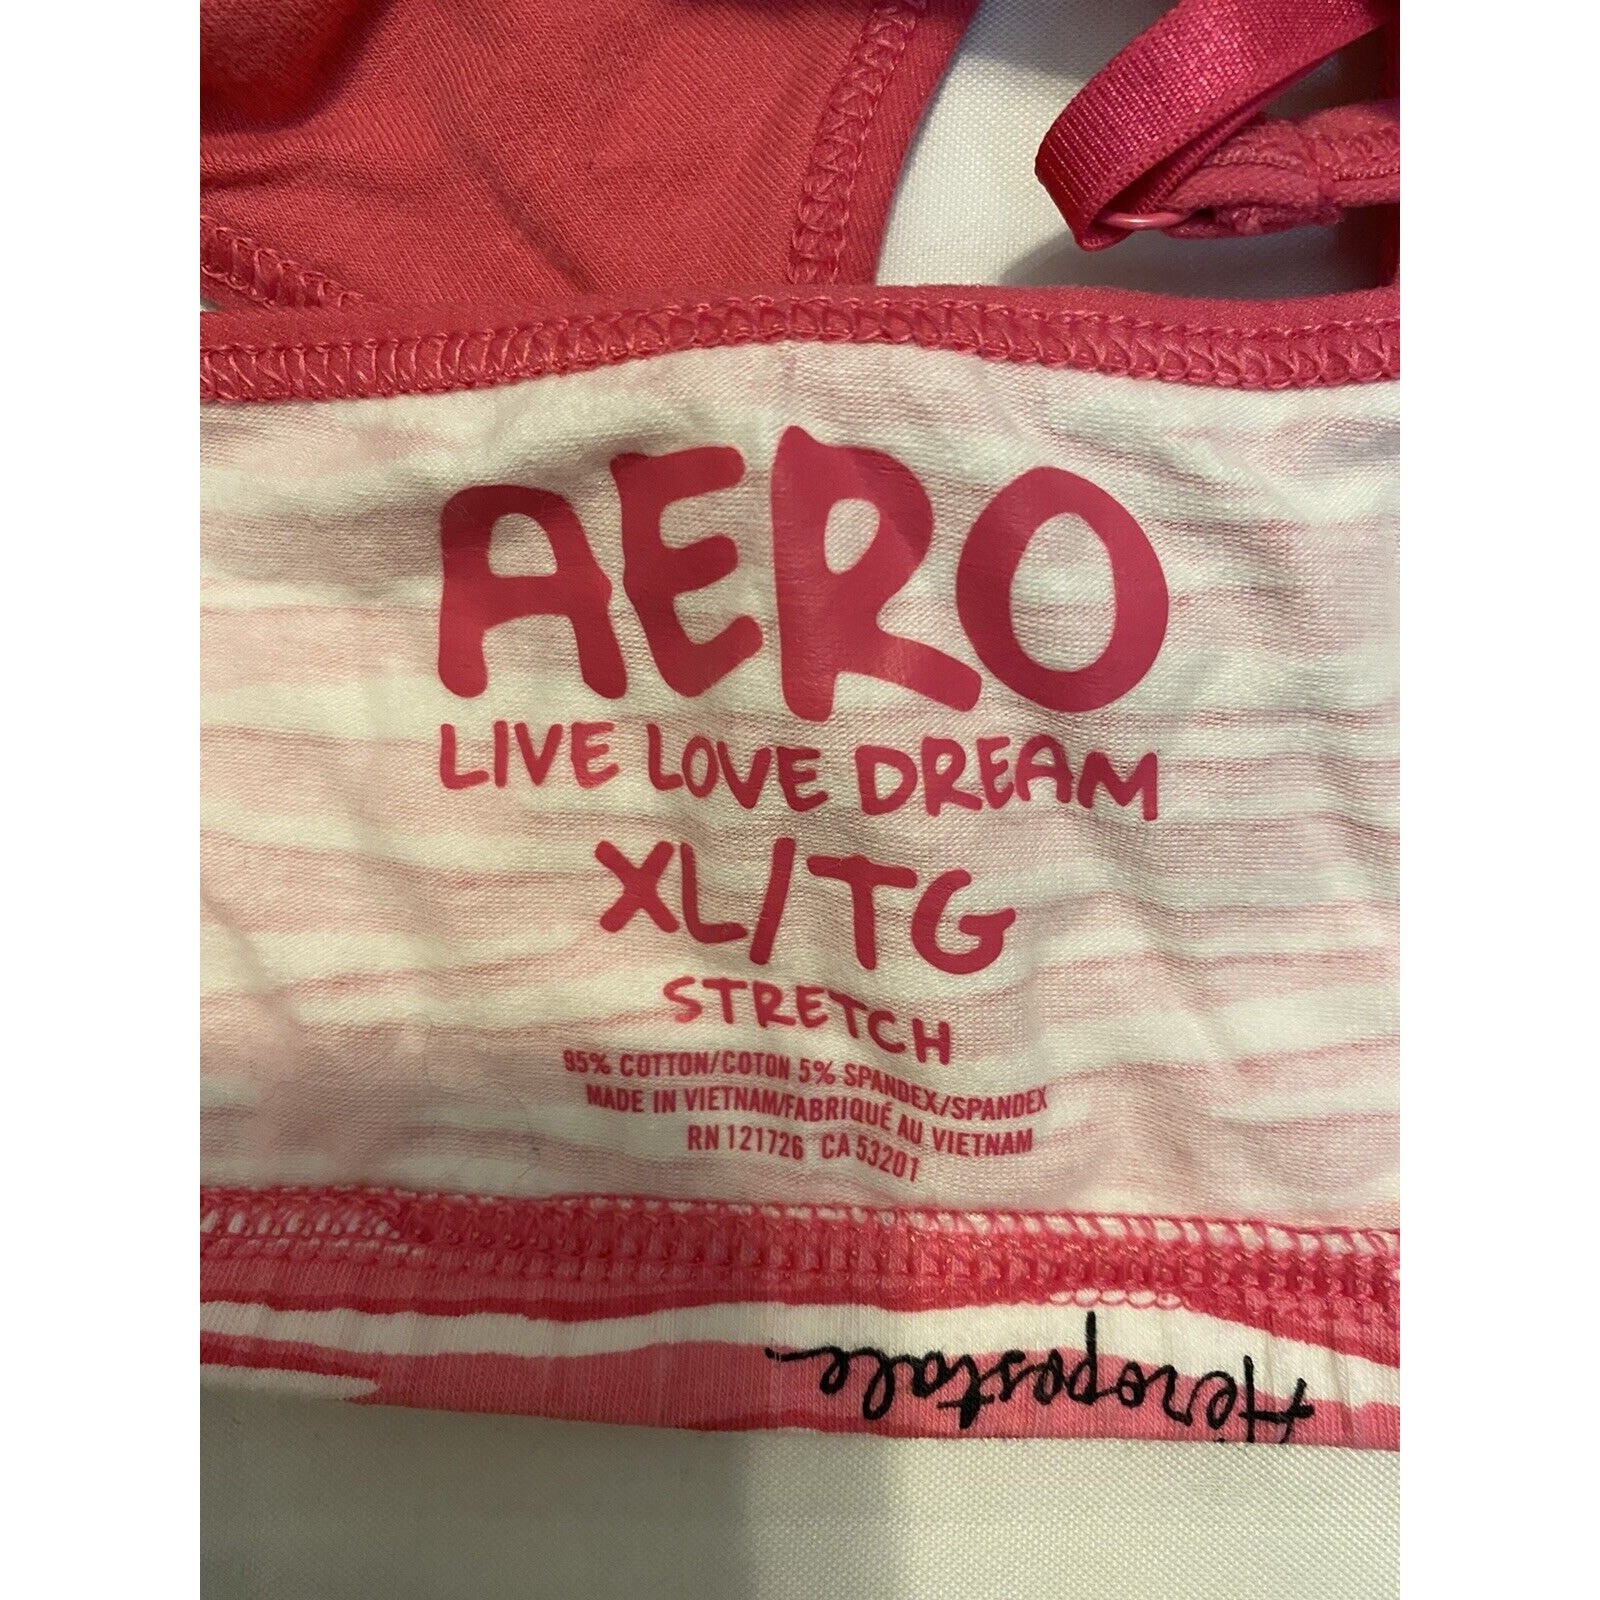 AERO
LIVE LOVE DREAM
XL/TG
STRETCH
95% COTTON/COTON 5% SPANDEX/SPANDEX
MADE IN VIETNAM/FABRIQUÉ AU VIETNAM
RN 121726 CA 53201
Aéropostale